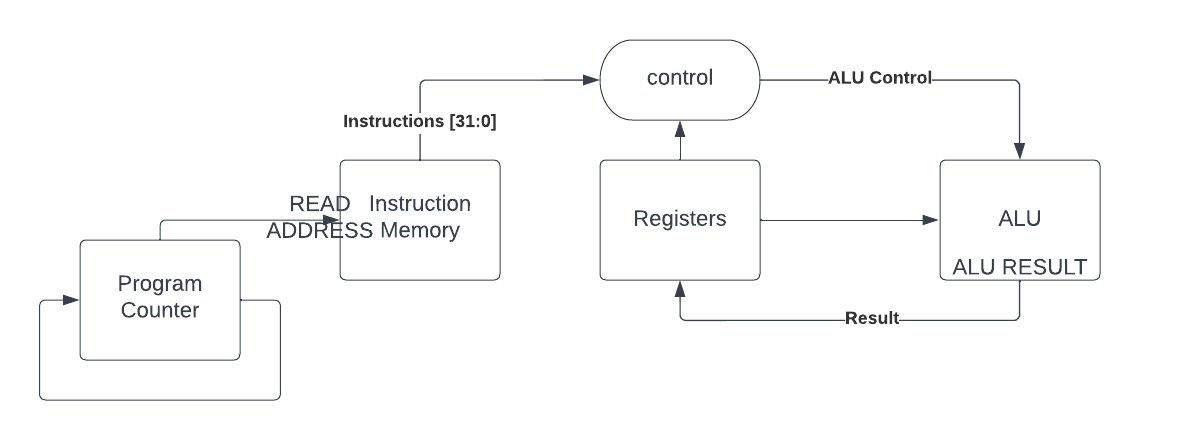 control
ALU Control
Instructions [31:0]
READ
ADDRESS
Instruction
Memory
Registers
ALU
ALU RESULT
Program
Counter
Result